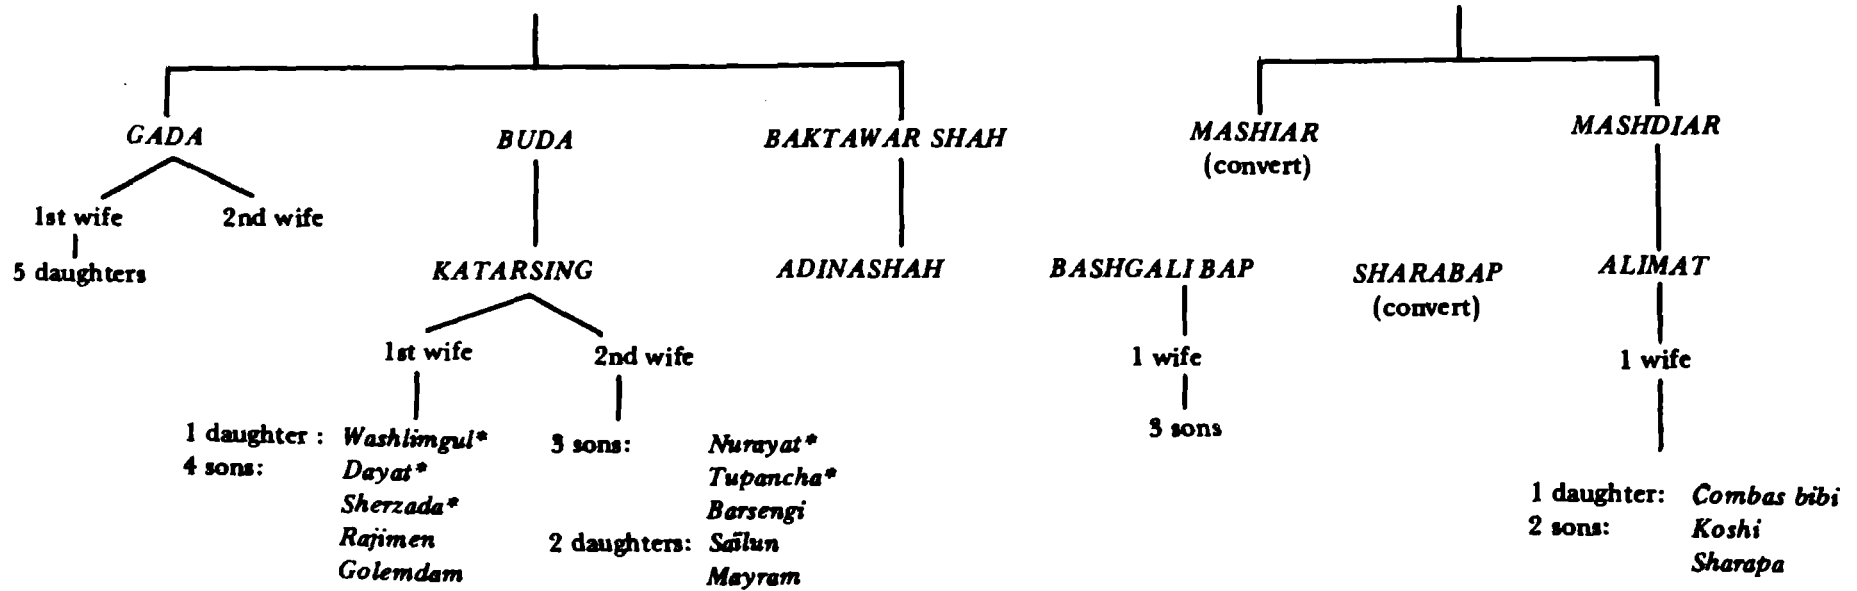 GADA
BUDA
BAKTAWAR SHAH
MASHIAR
(convert)
MASHDIAR
1st wife
2nd wife
5 daughters
KATARSING
ADINASHAH
BASHGALI BAP
SHARABAP
(convert)
ALIMAT
1st wife
2nd wife
1 wife
1 wife
3 sons
1 daughter : Washlimgul*
4 sons: Dayat*
Sherzada*
Rajimen
Golemdam
3 sons: Nurayat*
Tupancha*
Barsengi
2 daughters: Saïlun
Mayram
1 daughter: Combas bibi
2 sons: Koshi
Sharapa